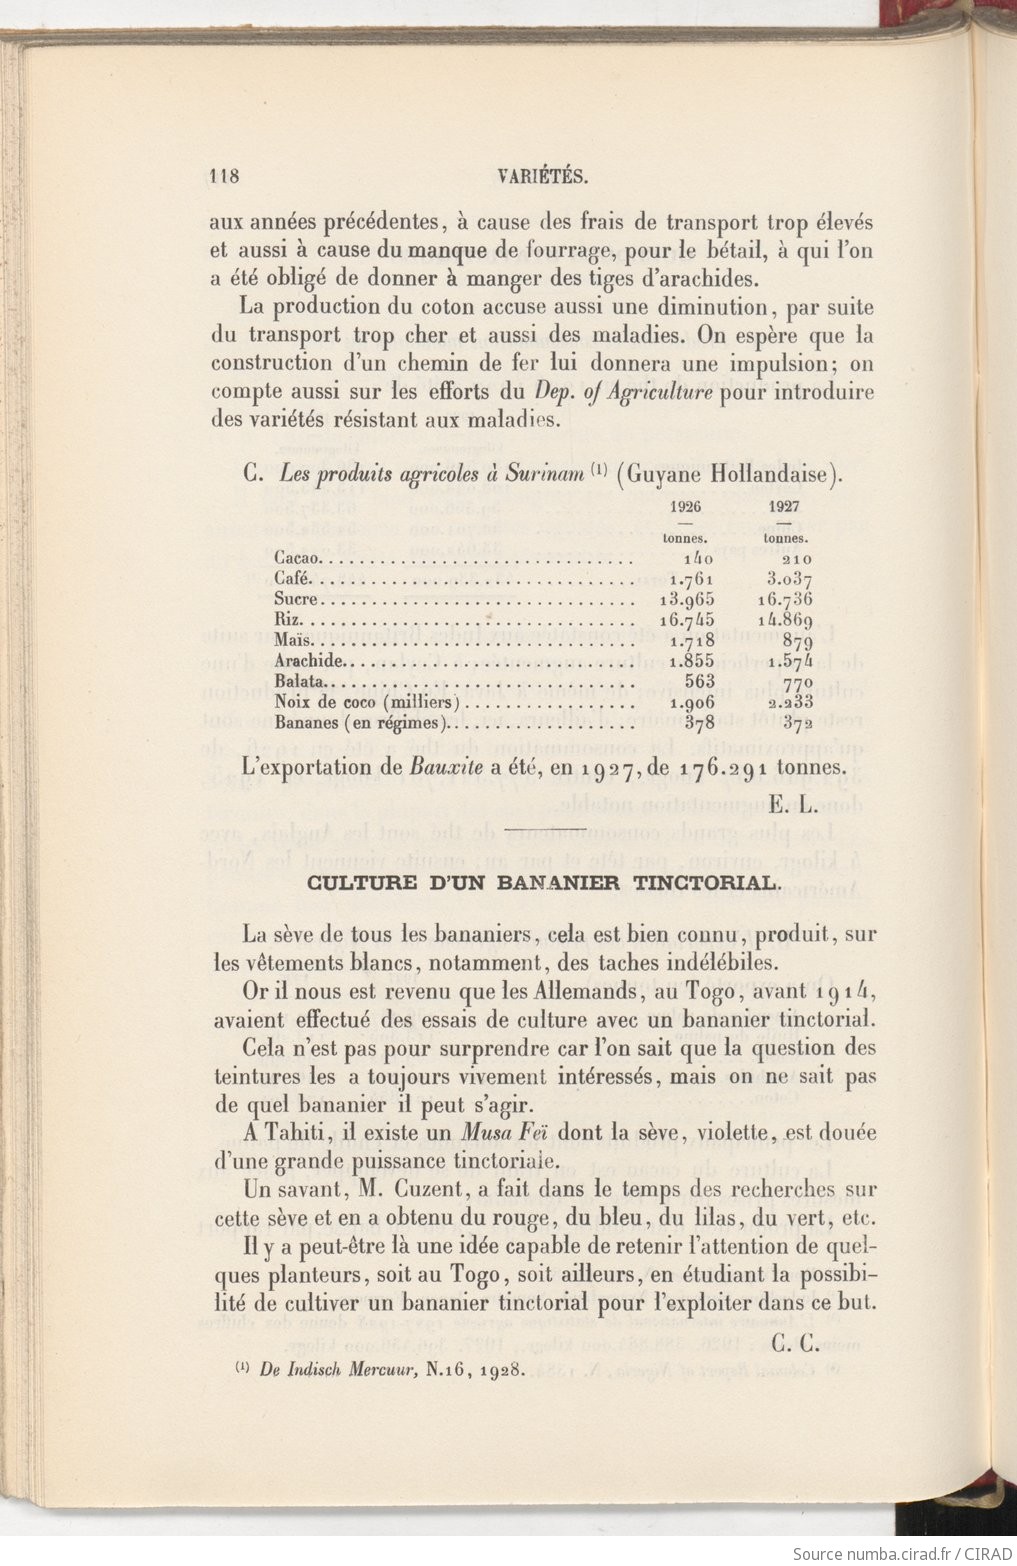 118 VARIÉTÉS.
aux années précédentes, à cause des frais de transport trop élevés
et aussi à cause du manque de fourrage, pour le bétail, à qui l'on
a été obligé de donner à manger des tiges d'arachides.
La production du coton accuse aussi une diminution, par suite
du transport trop cher et aussi des maladies. On espère que la
construction d'un chemin de fer lui donnera une impulsion; on
compte aussi sur les efforts du Dep. of Agriculture pour introduire
des variétés résistant aux maladies.
C. Les produits agricoles à Surinam (1) (Guyane Hollandaise).
1926 1927
tonnes. tonnes.
Cacao. . . . . . . . . . . . . . . . . . . . . . . . . . . . . . . 140 210
Café. . . . . . . . . . . . . . . . . . . . . . . . . . . . . . . . 1.761 3.037
Sucre . . . . . . . . . . . . . . . . . . . . . . . . . . . . . . . 13.965 16.736
Riz. . . . . . . . . . . . . . . . . . . . . . . . . . . . . . . . . 16.745 14.869
Maïs. . . . . . . . . . . . . . . . . . . . . . . . . . . . . . . . 1.718 879
Arachide. . . . . . . . . . . . . . . . . . . . . . . . . . . . . 1.855 1.574
Balata. . . . . . . . . . . . . . . . . . . . . . . . . . . . . . . 563 770
Noix de coco (milliers) . . . . . . . . . . . . . . . . . 1.906 2.233
Bananes (en régimes). . . . . . . . . . . . . . . . . . . 378 372
L'exportation de Bauxite a été, en 1927, de 176.291 tonnes.
E. L.
CULTURE D'UN BANANIER TINCTORIAL.
La sève de tous les bananiers, cela est bien connu, produit, sur
les vêtements blancs, notamment, des taches indélébiles.
Or il nous est revenu que les Allemands, au Togo, avant 1914,
avaient effectué des essais de culture avec un bananier tinctorial.
Cela n'est pas pour surprendre car l'on sait que la question des
teintures les a toujours vivement intéressés, mais on ne sait pas
de quel bananier il peut s'agir.
A Tahiti, il existe un Musa Feï dont la sève, violette, est douée
d'une grande puissance tinctoriale.
Un savant, M. Cuzent, a fait dans le temps des recherches sur
cette sève et en a obtenu du rouge, du bleu, du lilas, du vert, etc.
Il y a peut-être là une idée capable de retenir l'attention de quel-
ques planteurs, soit au Togo, soit ailleurs, en étudiant la possibi-
lité de cultiver un bananier tinctorial pour l'exploiter dans ce but.
C. C.
(1) De Indisch Mercuur, N.16, 1928.
Source numba.cirad.fr / CIRAD